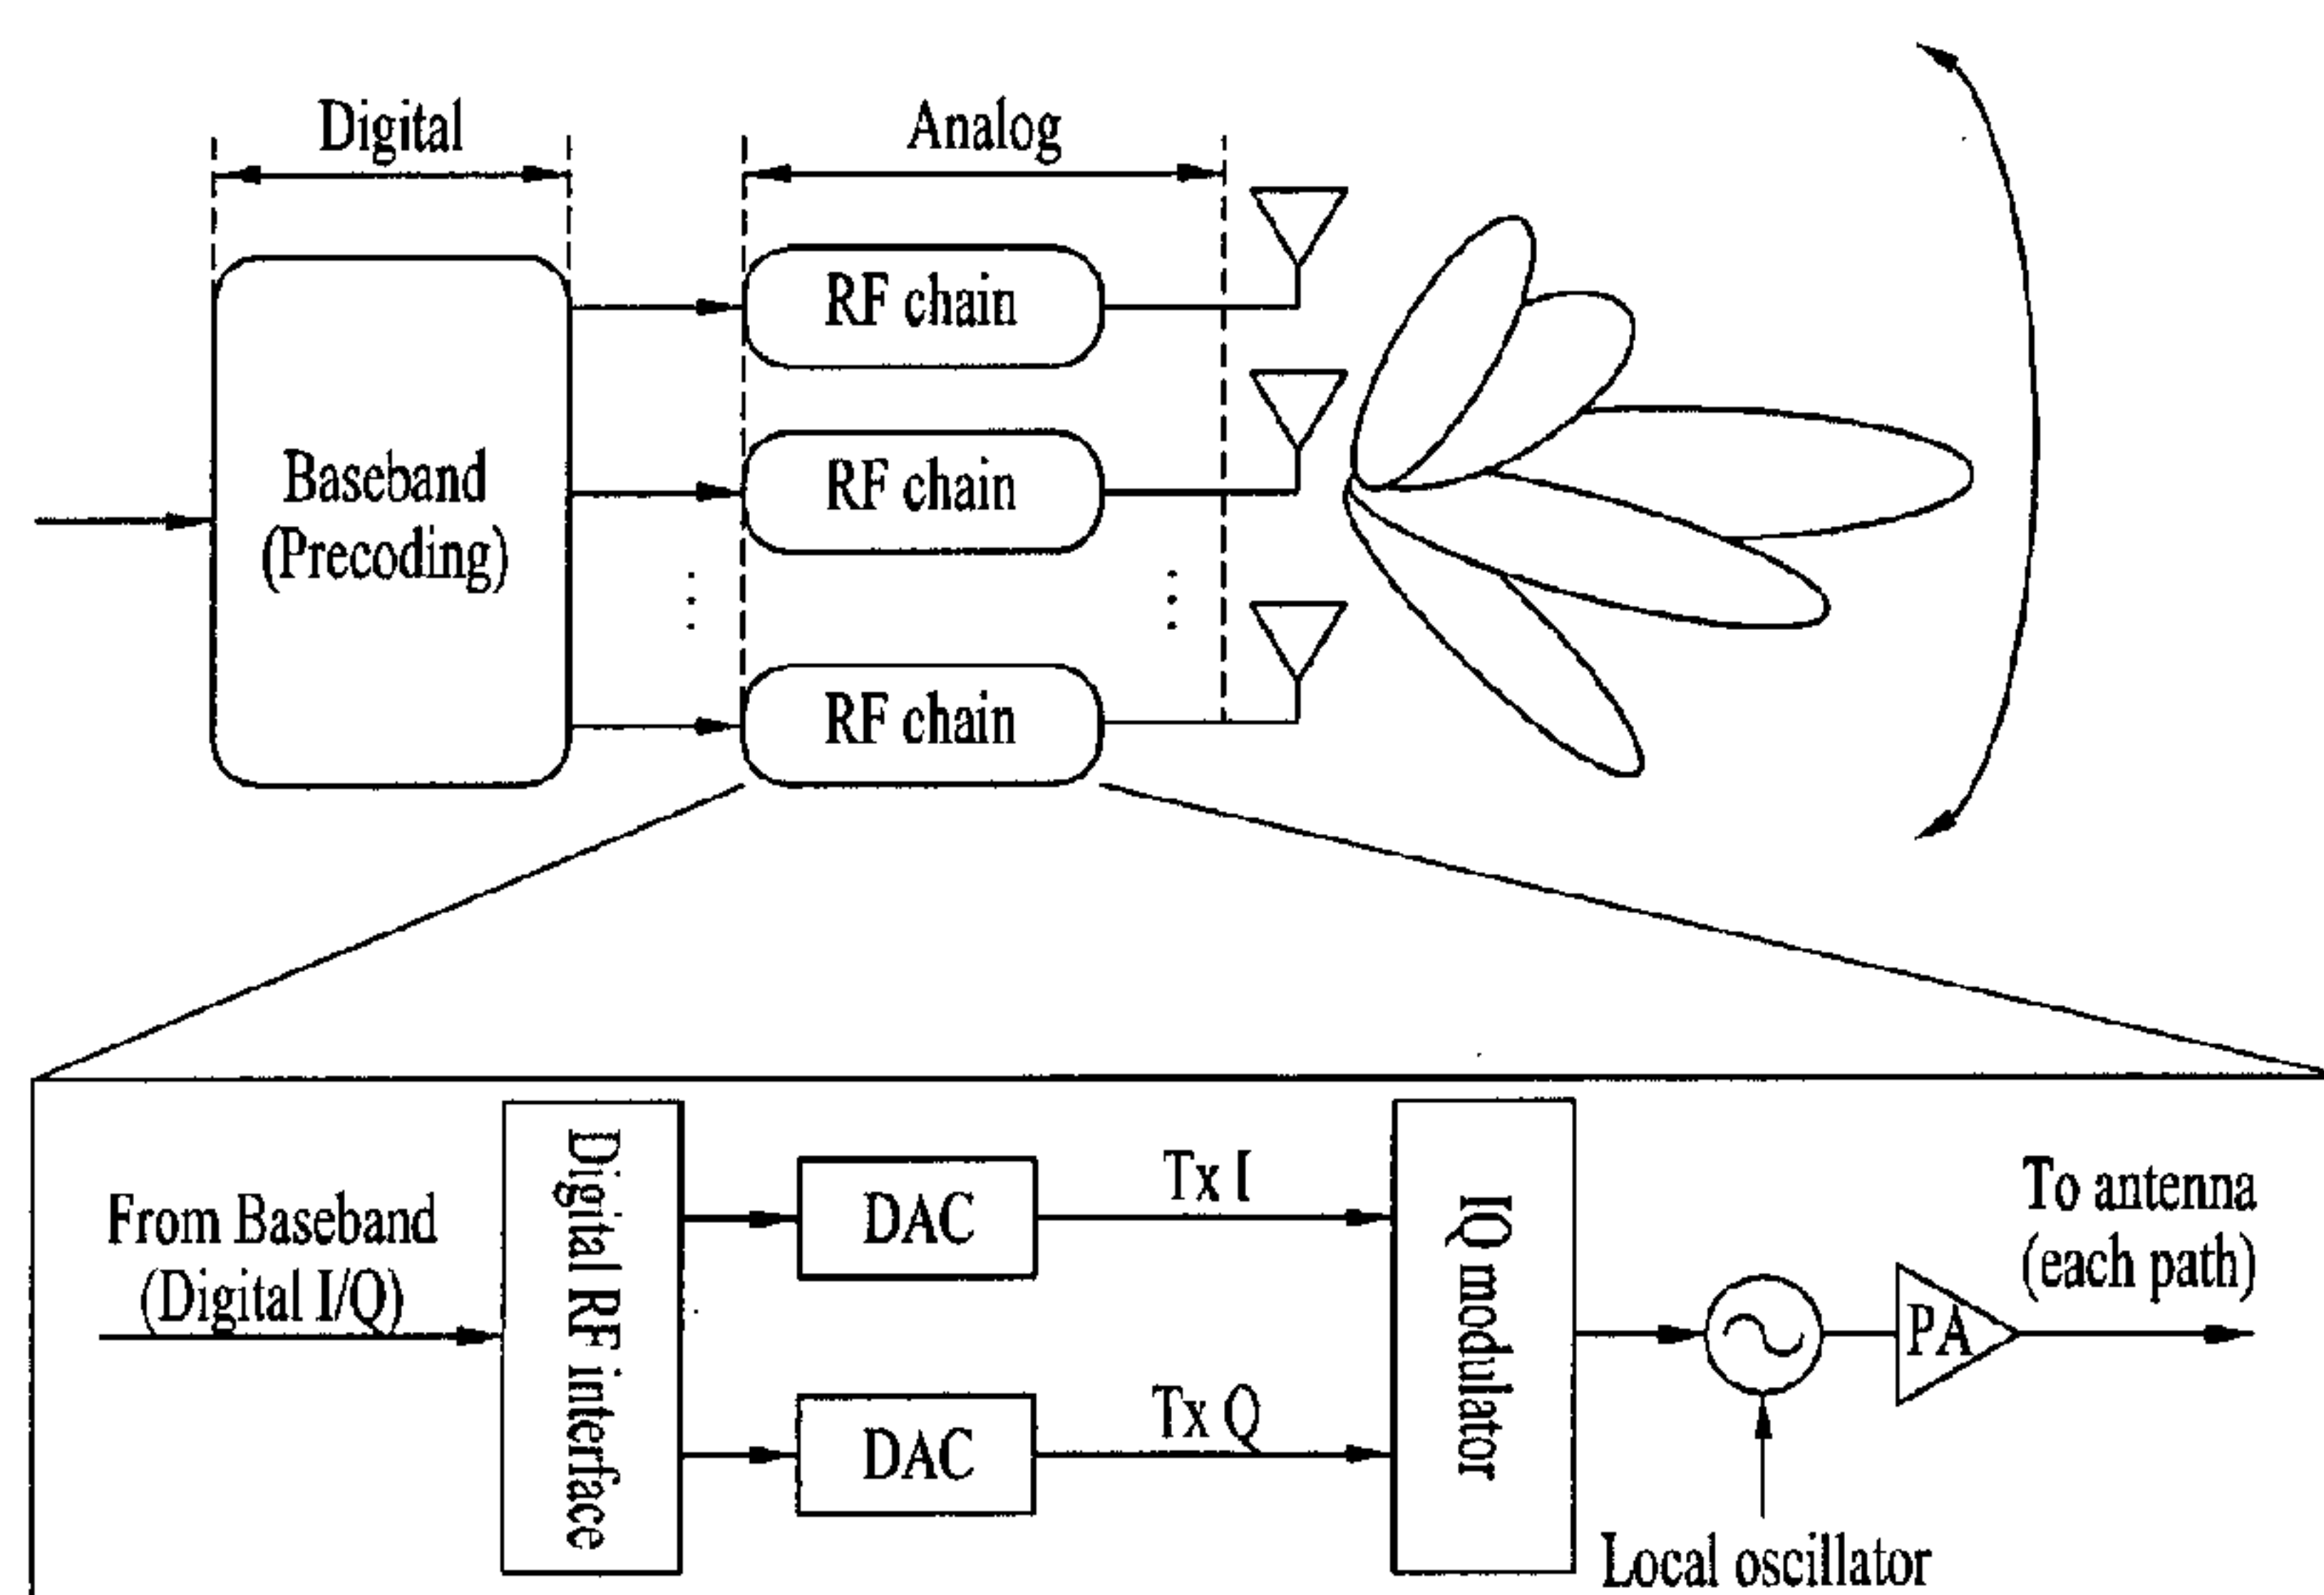 Digital
Analog
Baseband
(Precoding)
RF chain
RF chain
RF chain
From Baseband
(Digital I/Q)
Digital RF interface
DAC
DAC
Tx I
Tx Q
IQ modulator
PA
To antenna
(each path)
Local oscillator